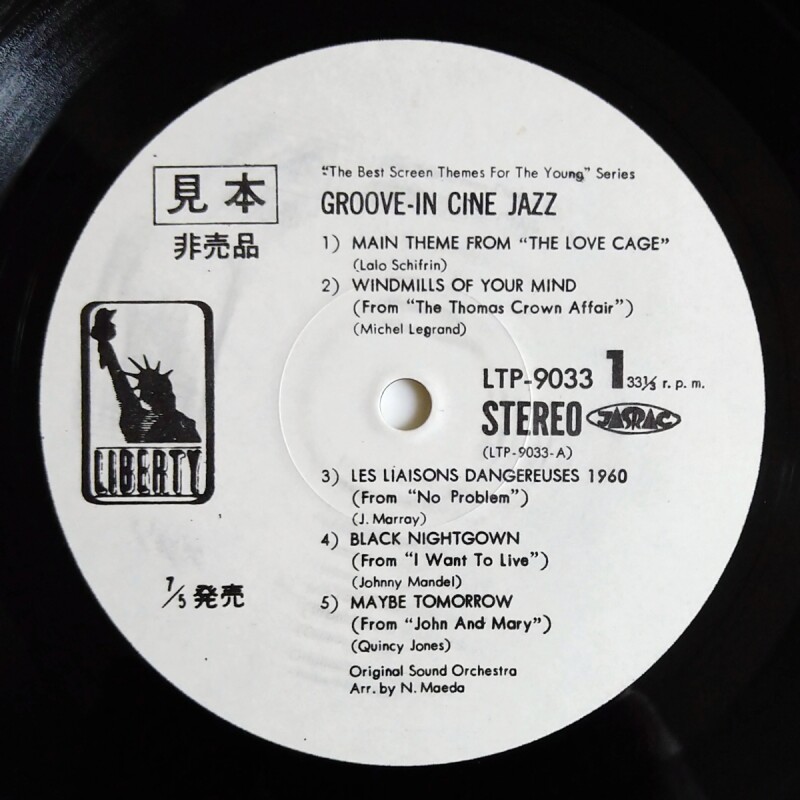 見本
非売品
"The Best Screen Themes For The Young" Series
GROOVE-IN CINE JAZZ
1) MAIN THEME FROM "THE LOVE CAGE"
(Lalo Schifrin)
2) WINDMILLS OF YOUR MIND
(From "The Thomas Crown Affair")
(Michel Legrand)
LIBERTY
LTP-9033 1 33⅓ r.p.m.
STEREO JASRAC
(LTP-9033-A)
3) LES LIAISONS DANGEREUSES 1960
(From "No Problem")
(J. Marray)
4) BLACK NIGHTGOWN
(From "I Want To Live")
(Johnny Mandel)
7/5 発売
5) MAYBE TOMORROW
(From "John And Mary")
(Quincy Jones)
Original Sound Orchestra
Arr. by N. Maeda